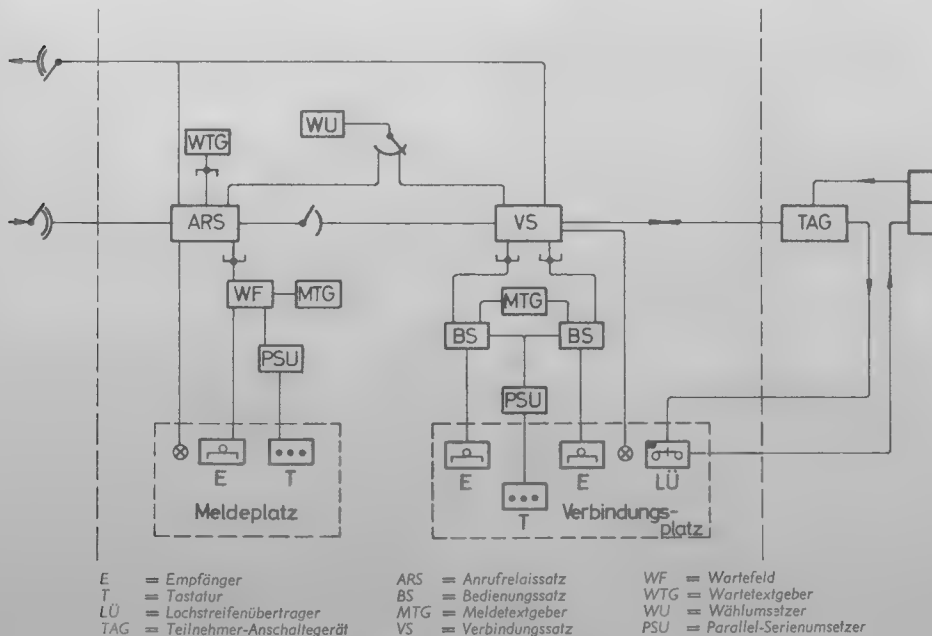 WU
WTG
ARS
VS
TAG
WF
MTG
MTG
BS
BS
PSU
PSU
E
T
E
E
LÜ
T
Meldeplatz
Verbindungs-
platz
E = Empfänger
T = Tastatur
LÜ = Lochstreifenübertrager
TAG = Teilnehmer-Anschaltegerät
ARS = Anrufrelaissatz
BS = Bedienungssatz
MTG = Meldetextgeber
VS = Verbindungssatz
WF = Wartefeld
WTG = Wartetextgeber
WU = Wählumsetzer
PSU = Parallel-Serienumsetzer